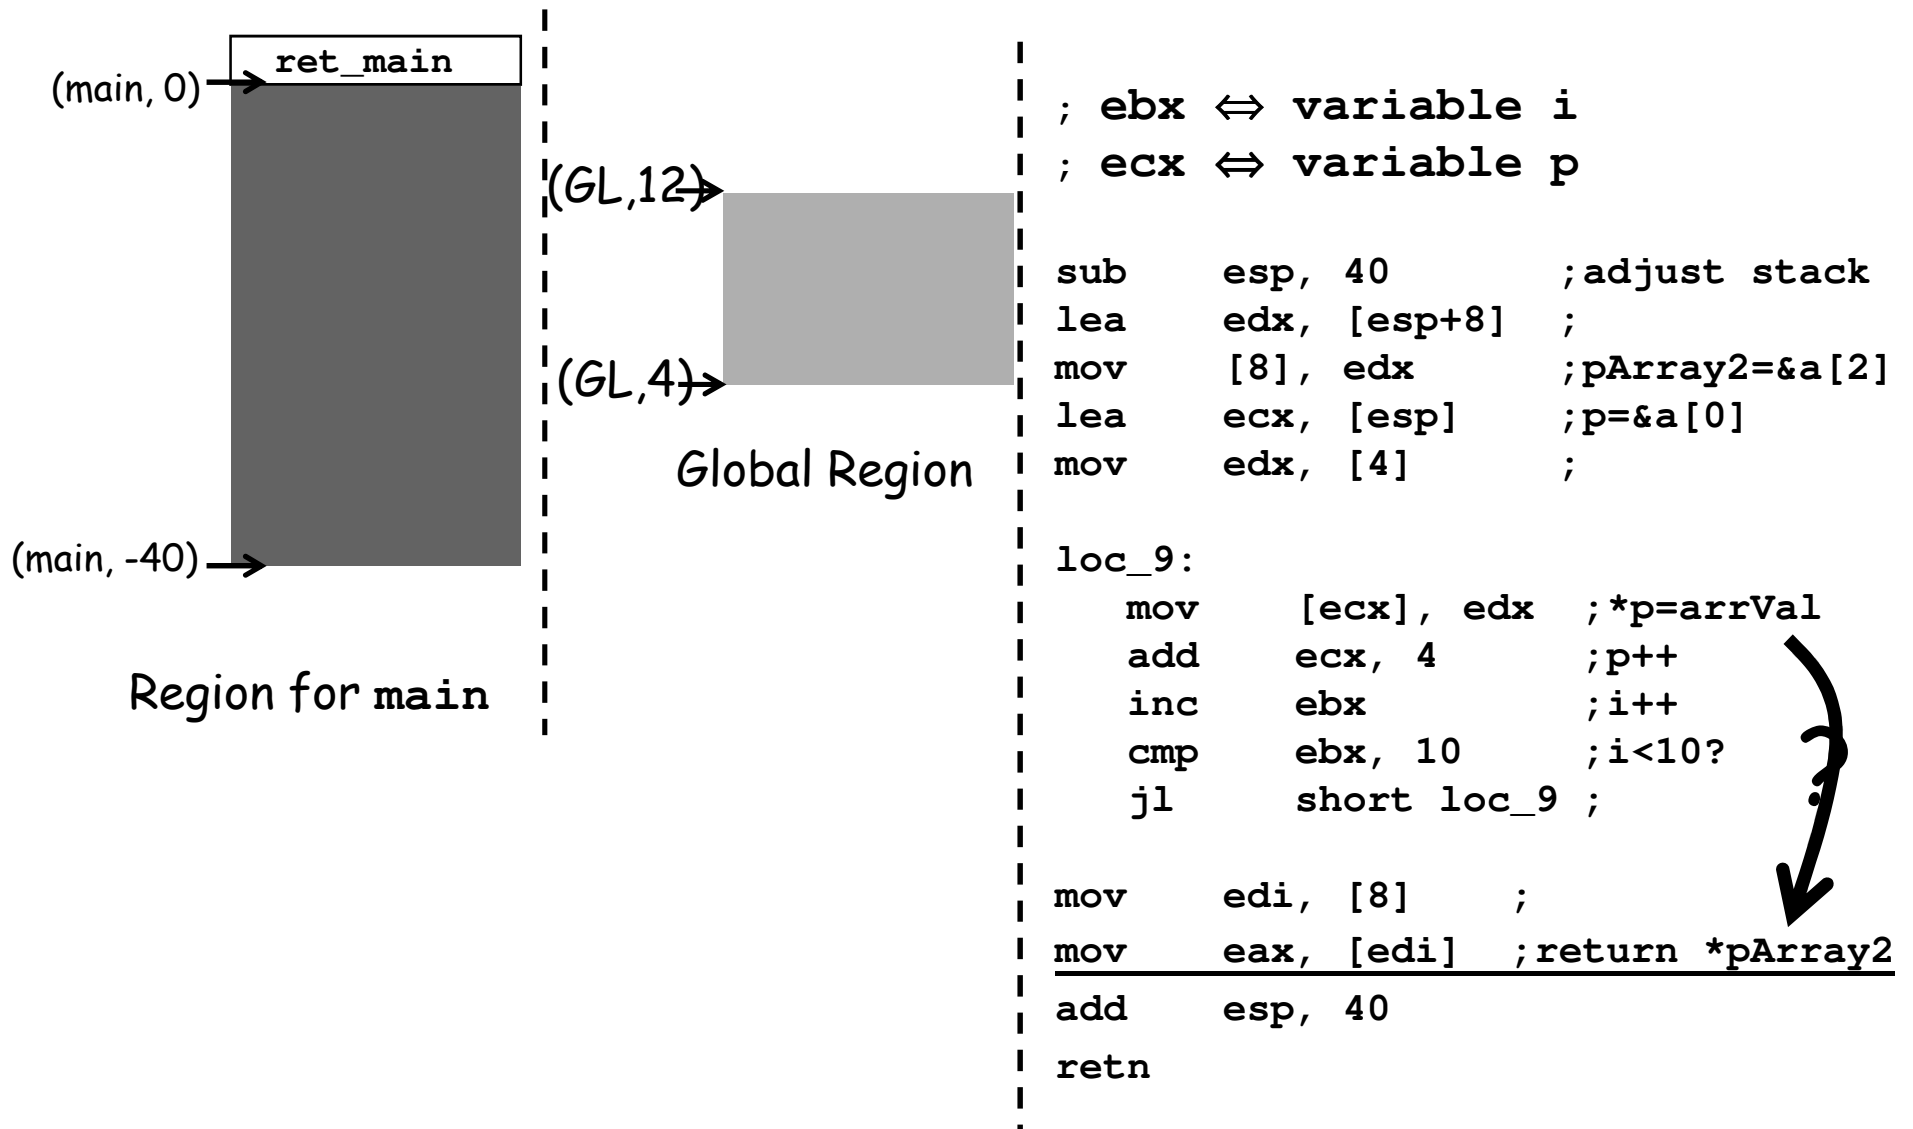 ret_main
(main, 0)
(main, -40)
Region for main
(GL,12)
(GL,4)
Global Region
; ebx ⇔ variable i
; ecx ⇔ variable p
sub esp, 40 ;adjust stack
lea edx, [esp+8] ;
mov [8], edx ;pArray2=&a[2]
lea ecx, [esp] ;p=&a[0]
mov edx, [4] ;
loc_9:
mov [ecx], edx ;*p=arrVal
add ecx, 4 ;p++
inc ebx ;i++
cmp ebx, 10 ;i<10?
jl short loc_9 ;
?
mov edi, [8] ;
mov eax, [edi] ;return *pArray2
add esp, 40
retn